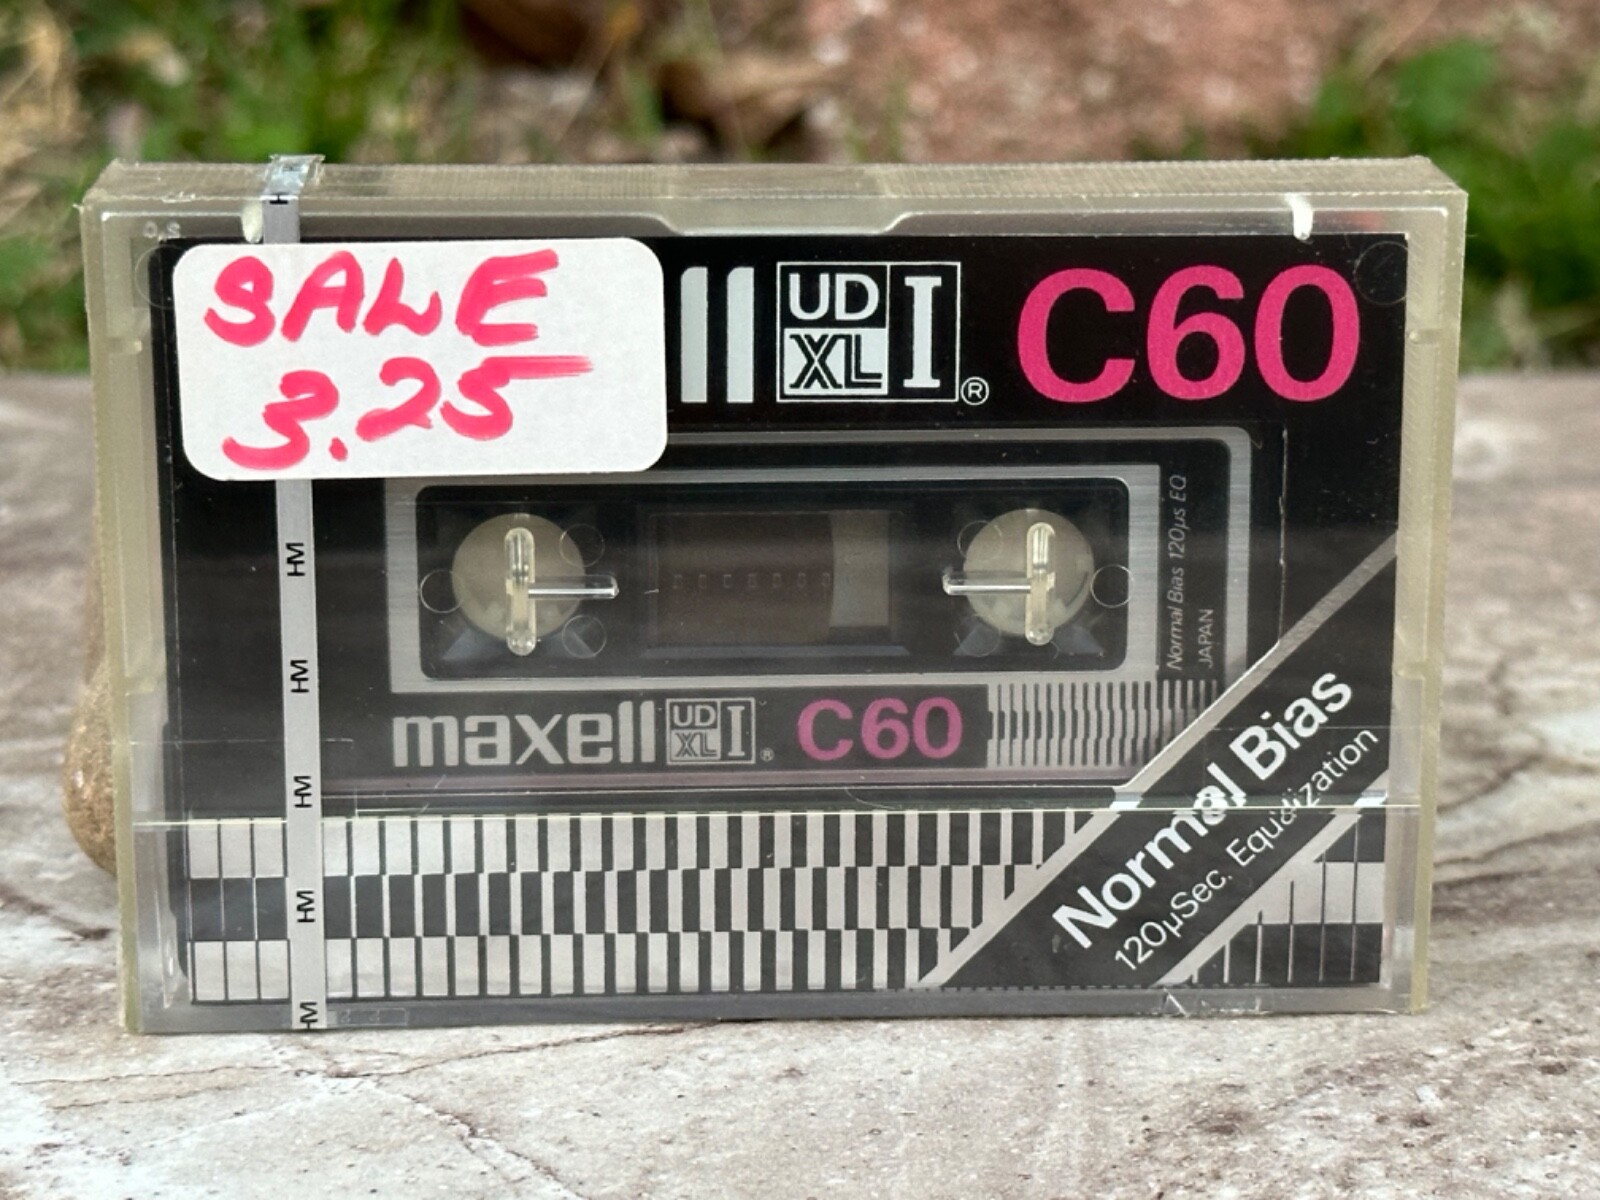 SALE
3.25
ll UD XL I ® C60
Normal Bias 120µs EQ
JAPAN
maxell UD XL I ® C60
Normal Bias
120µSec. Equalization
HM
HM
HM
HM
HM